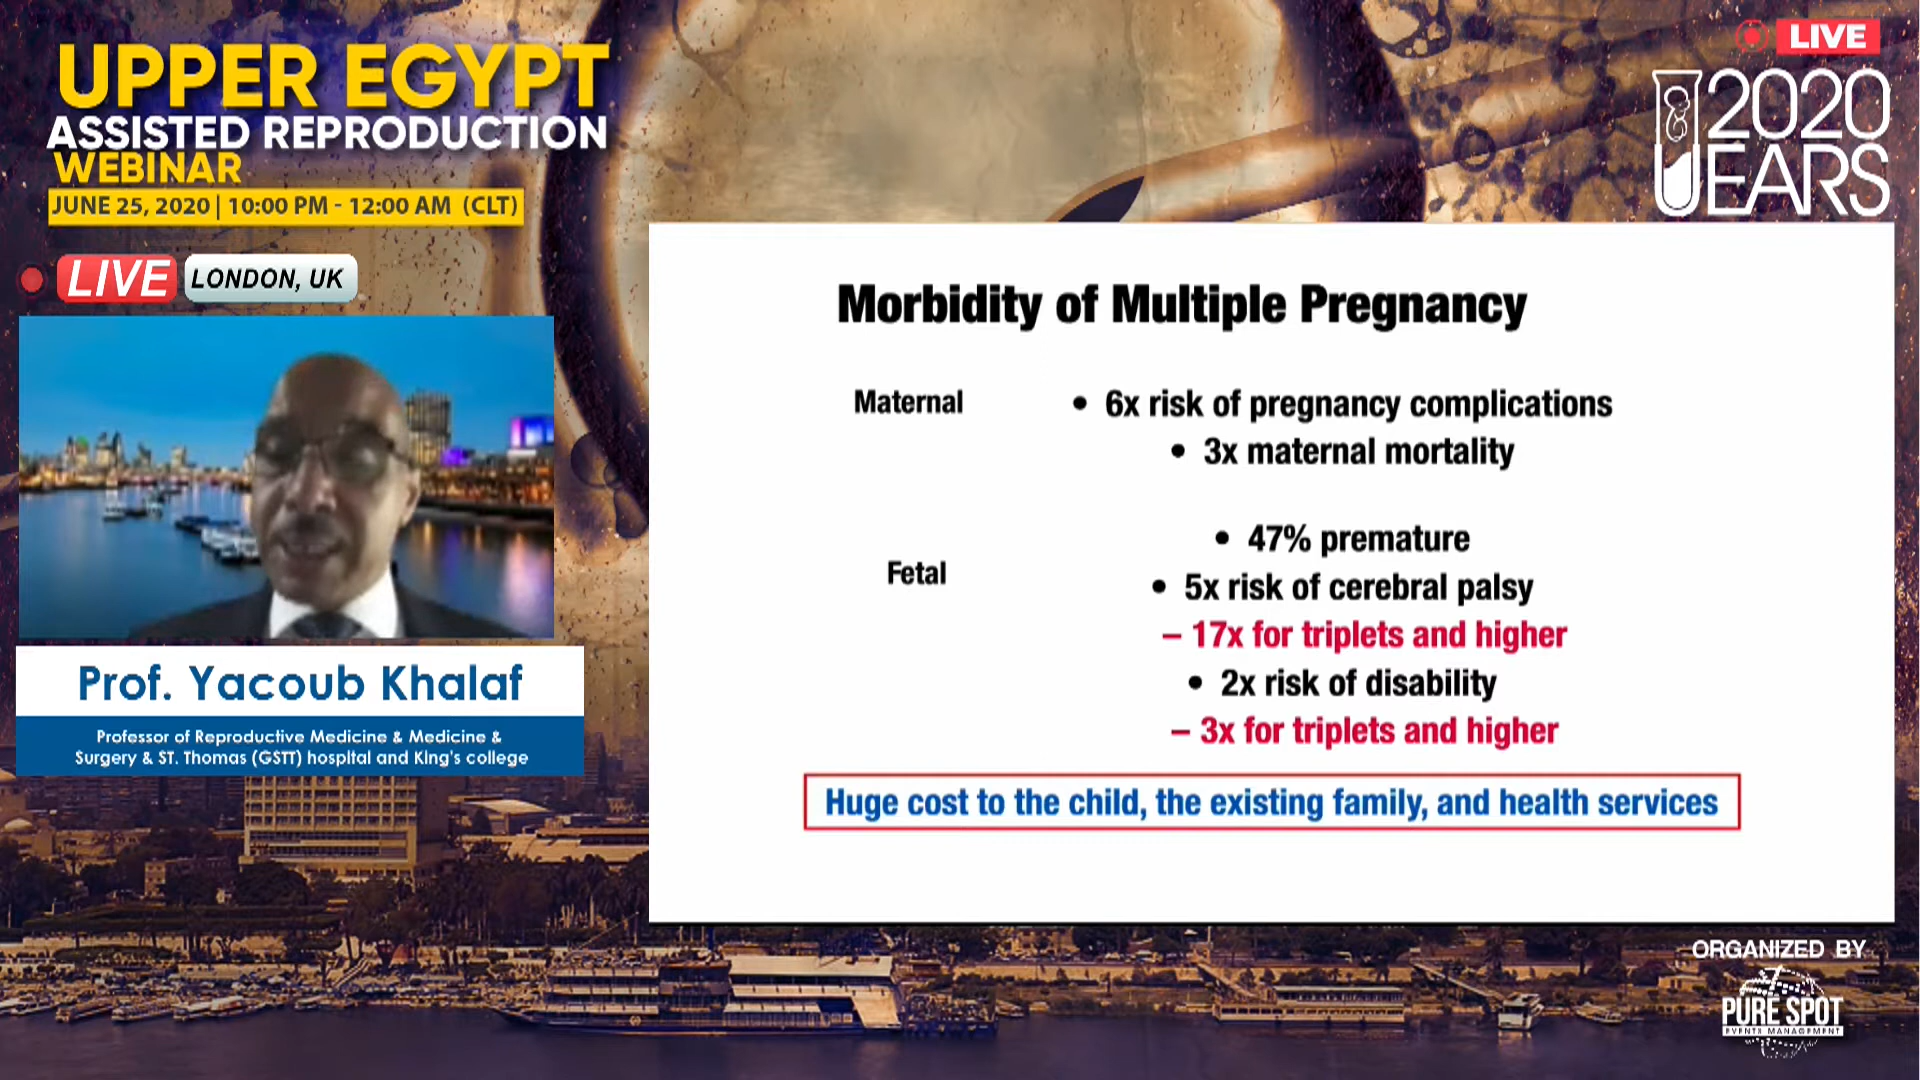 UPPER EGYPT
ASSISTED REPRODUCTION
WEBINAR
JUNE 25, 2020 | 10:00 PM - 12:00 AM (CLT)
LIVE
LONDON, UK
Prof. Yacoub Khalaf
Professor of Reproductive Medicine & Medicine &
Surgery & ST. Thomas (GSTT) hospital and King's college
LIVE
2020
UEARS
Morbidity of Multiple Pregnancy
Maternal
• 6x risk of pregnancy complications
• 3x maternal mortality
Fetal
• 47% premature
• 5x risk of cerebral palsy
– 17x for triplets and higher
• 2x risk of disability
– 3x for triplets and higher
Huge cost to the child, the existing family, and health services
ORGANIZED BY
PURE SPOT
EVENTS MANAGEMENT